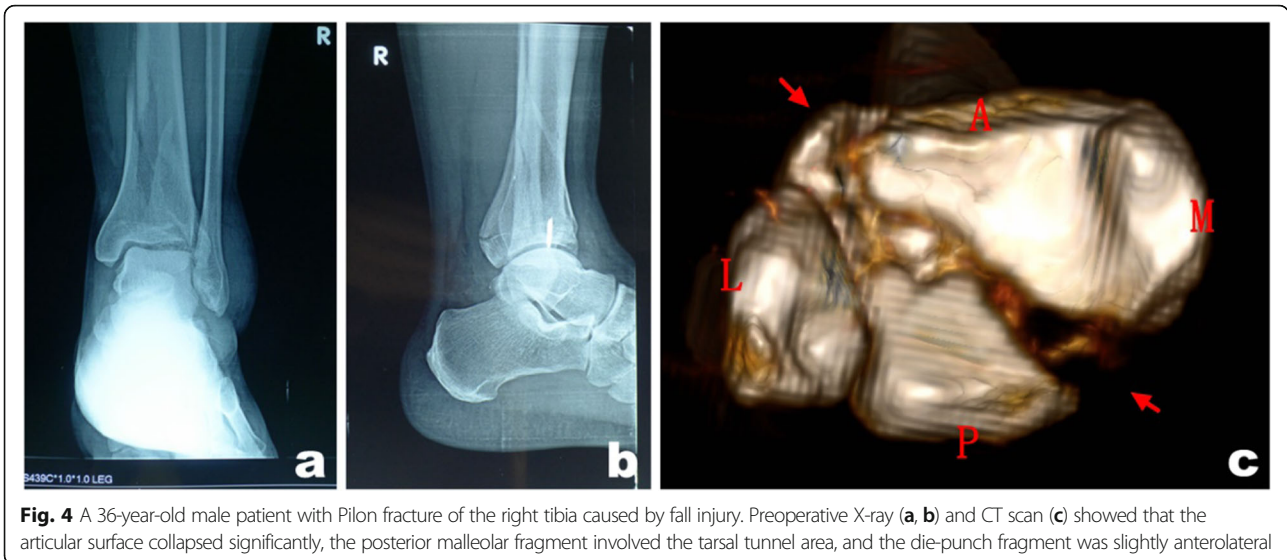 R
R
A
M
L
P
S439C*1.0*1.0 LEG
a
b
c
Fig. 4 A 36-year-old male patient with Pilon fracture of the right tibia caused by fall injury. Preoperative X-ray (a, b) and CT scan (c) showed that the
articular surface collapsed significantly, the posterior malleolar fragment involved the tarsal tunnel area, and the die-punch fragment was slightly anterolateral